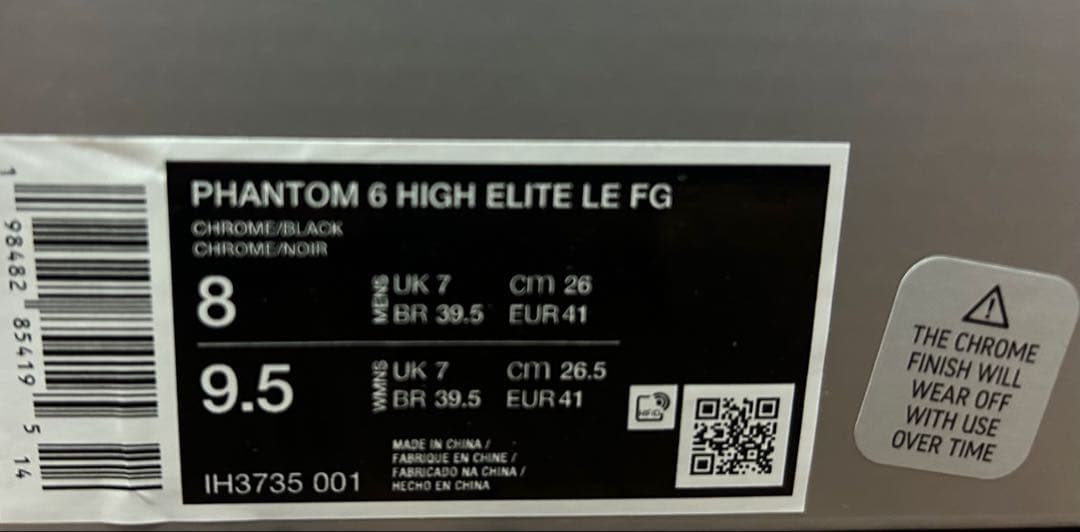 1 98482 85419 5 14
PHANTOM 6 HIGH ELITE LE FG
CHROME/BLACK
CHROME/NOIR
8
MENS
UK 7 cm 26
BR 39.5 EUR 41
9.5
WMNS
UK 7 cm 26.5
BR 39.5 EUR 41
RFID
MADE IN CHINA /
FABRIQUE EN CHINE /
FABRICADO NA CHINA /
HECHO EN CHINA
IH3735 001
THE CHROME
FINISH WILL
WEAR OFF
WITH USE
OVER TIME